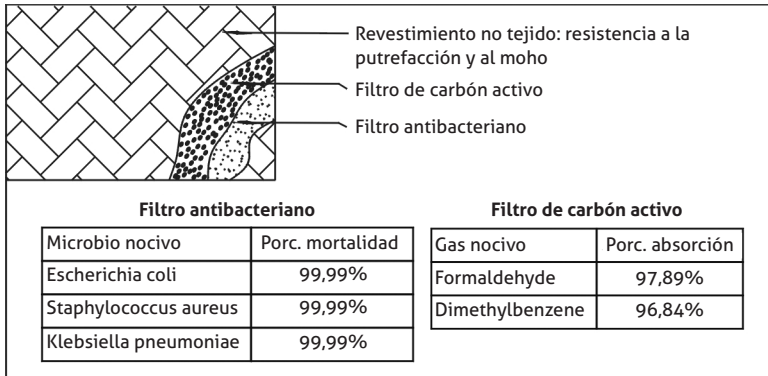 Revestimiento no tejido: resistencia a la
putrefacción y al moho
Filtro de carbón activo
Filtro antibacteriano
Filtro antibacteriano
Microbio nocivo Porc. mortalidad
Escherichia coli 99,99%
Staphylococcus aureus 99,99%
Klebsiella pneumoniae 99,99%
Filtro de carbón activo
Gas nocivo Porc. absorción
Formaldehyde 97,89%
Dimethylbenzene 96,84%